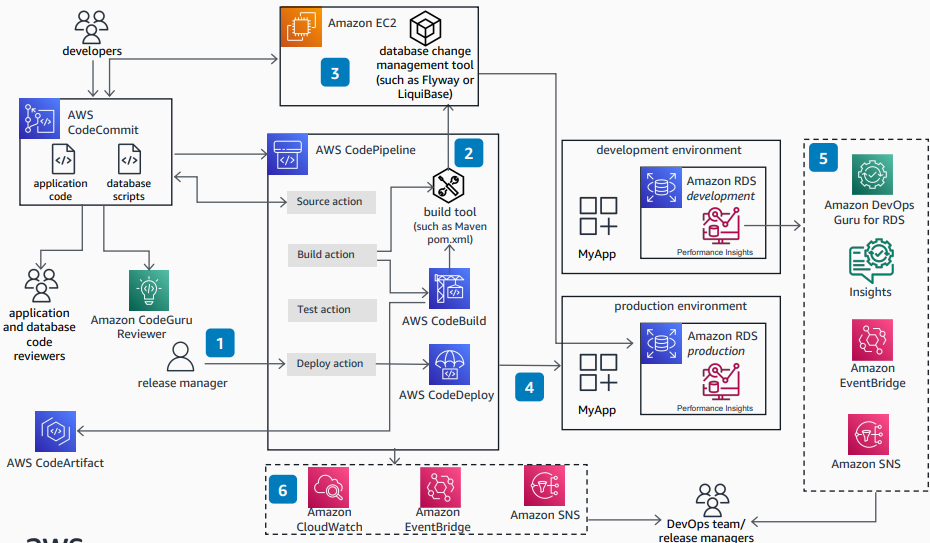 developers
Amazon EC2
database change
management tool
(such as Flyway or
LiquiBase)
3
AWS
CodeCommit
application
code
database
scripts
AWS CodePipeline
2
build tool
(such as Maven
pom.xml)
Source action
Build action
Test action
Deploy action
AWS CodeBuild
AWS CodeDeploy
application
and database
code
reviewers
Amazon CodeGuru
Reviewer
1
release manager
AWS CodeArtifact
4
development environment
MyApp
Amazon RDS
development
Performance Insights
production environment
MyApp
Amazon RDS
production
Performance Insights
5
Amazon DevOps
Guru for RDS
Insights
Amazon
EventBridge
Amazon SNS
6
Amazon
CloudWatch
Amazon
EventBridge
Amazon SNS
DevOps team/
release managers
aws